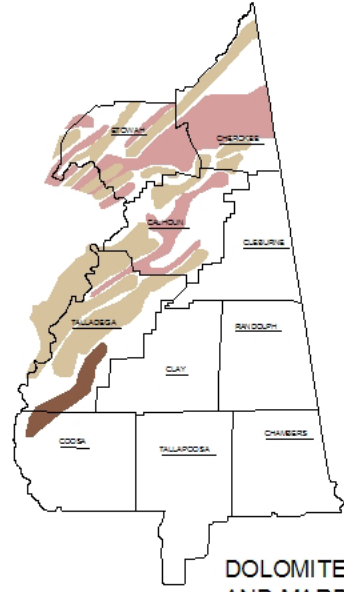 ETOWAH
CHEROKEE
CALHOUN
CLEBURNE
TALLADEGA
RANDOLPH
CLAY
COOSA
TALLAPOOSA
CHAMBERS
DOLOMITE